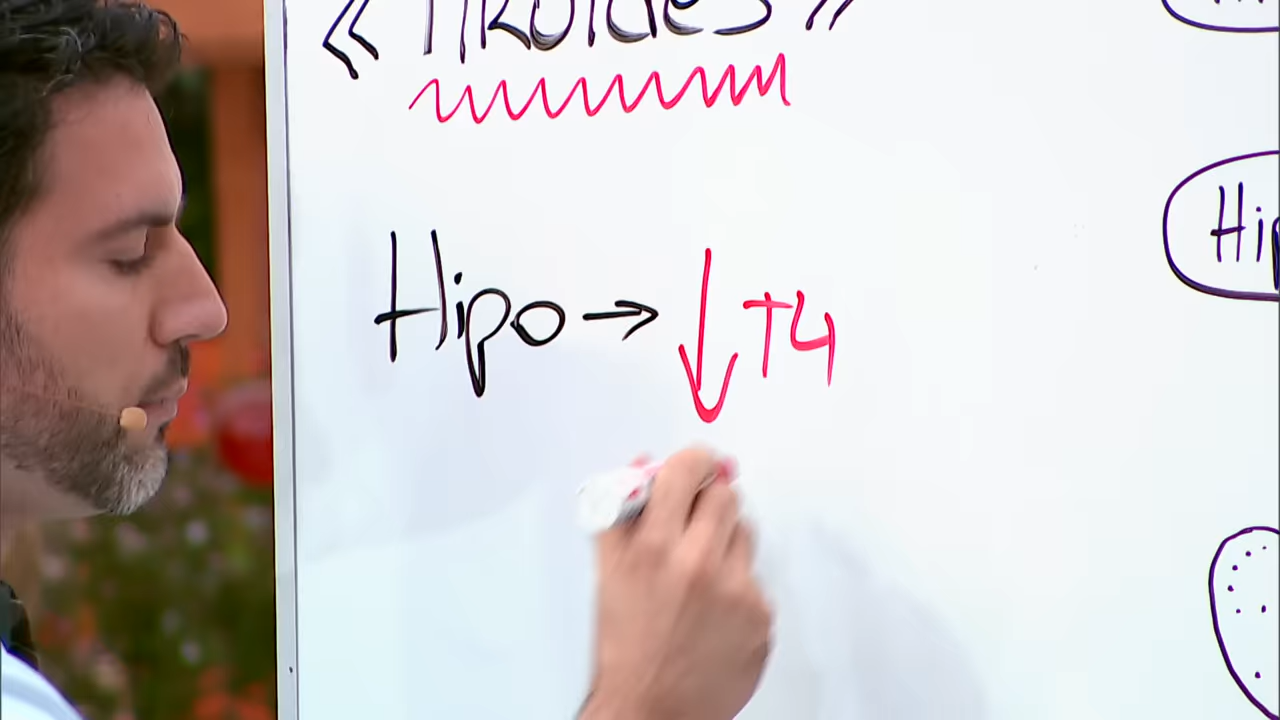 « TIROIDES »
Hipo → ↓ T4